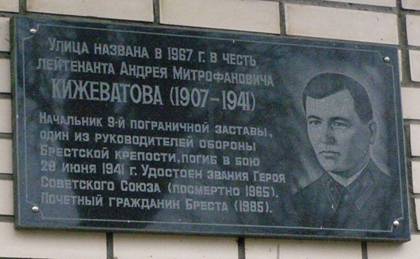 Улица названа в 1967 г. в честь
лейтенанта Андрея Митрофановича
КИЖЕВАТОВА (1907-1941)
Начальник 9-й пограничной заставы,
один из руководителей обороны
Брестской крепости, погиб в бою
29 июня 1941 г. Удостоен звания Героя
Советского Союза (посмертно 1965).
Почетный гражданин Бреста (1985).